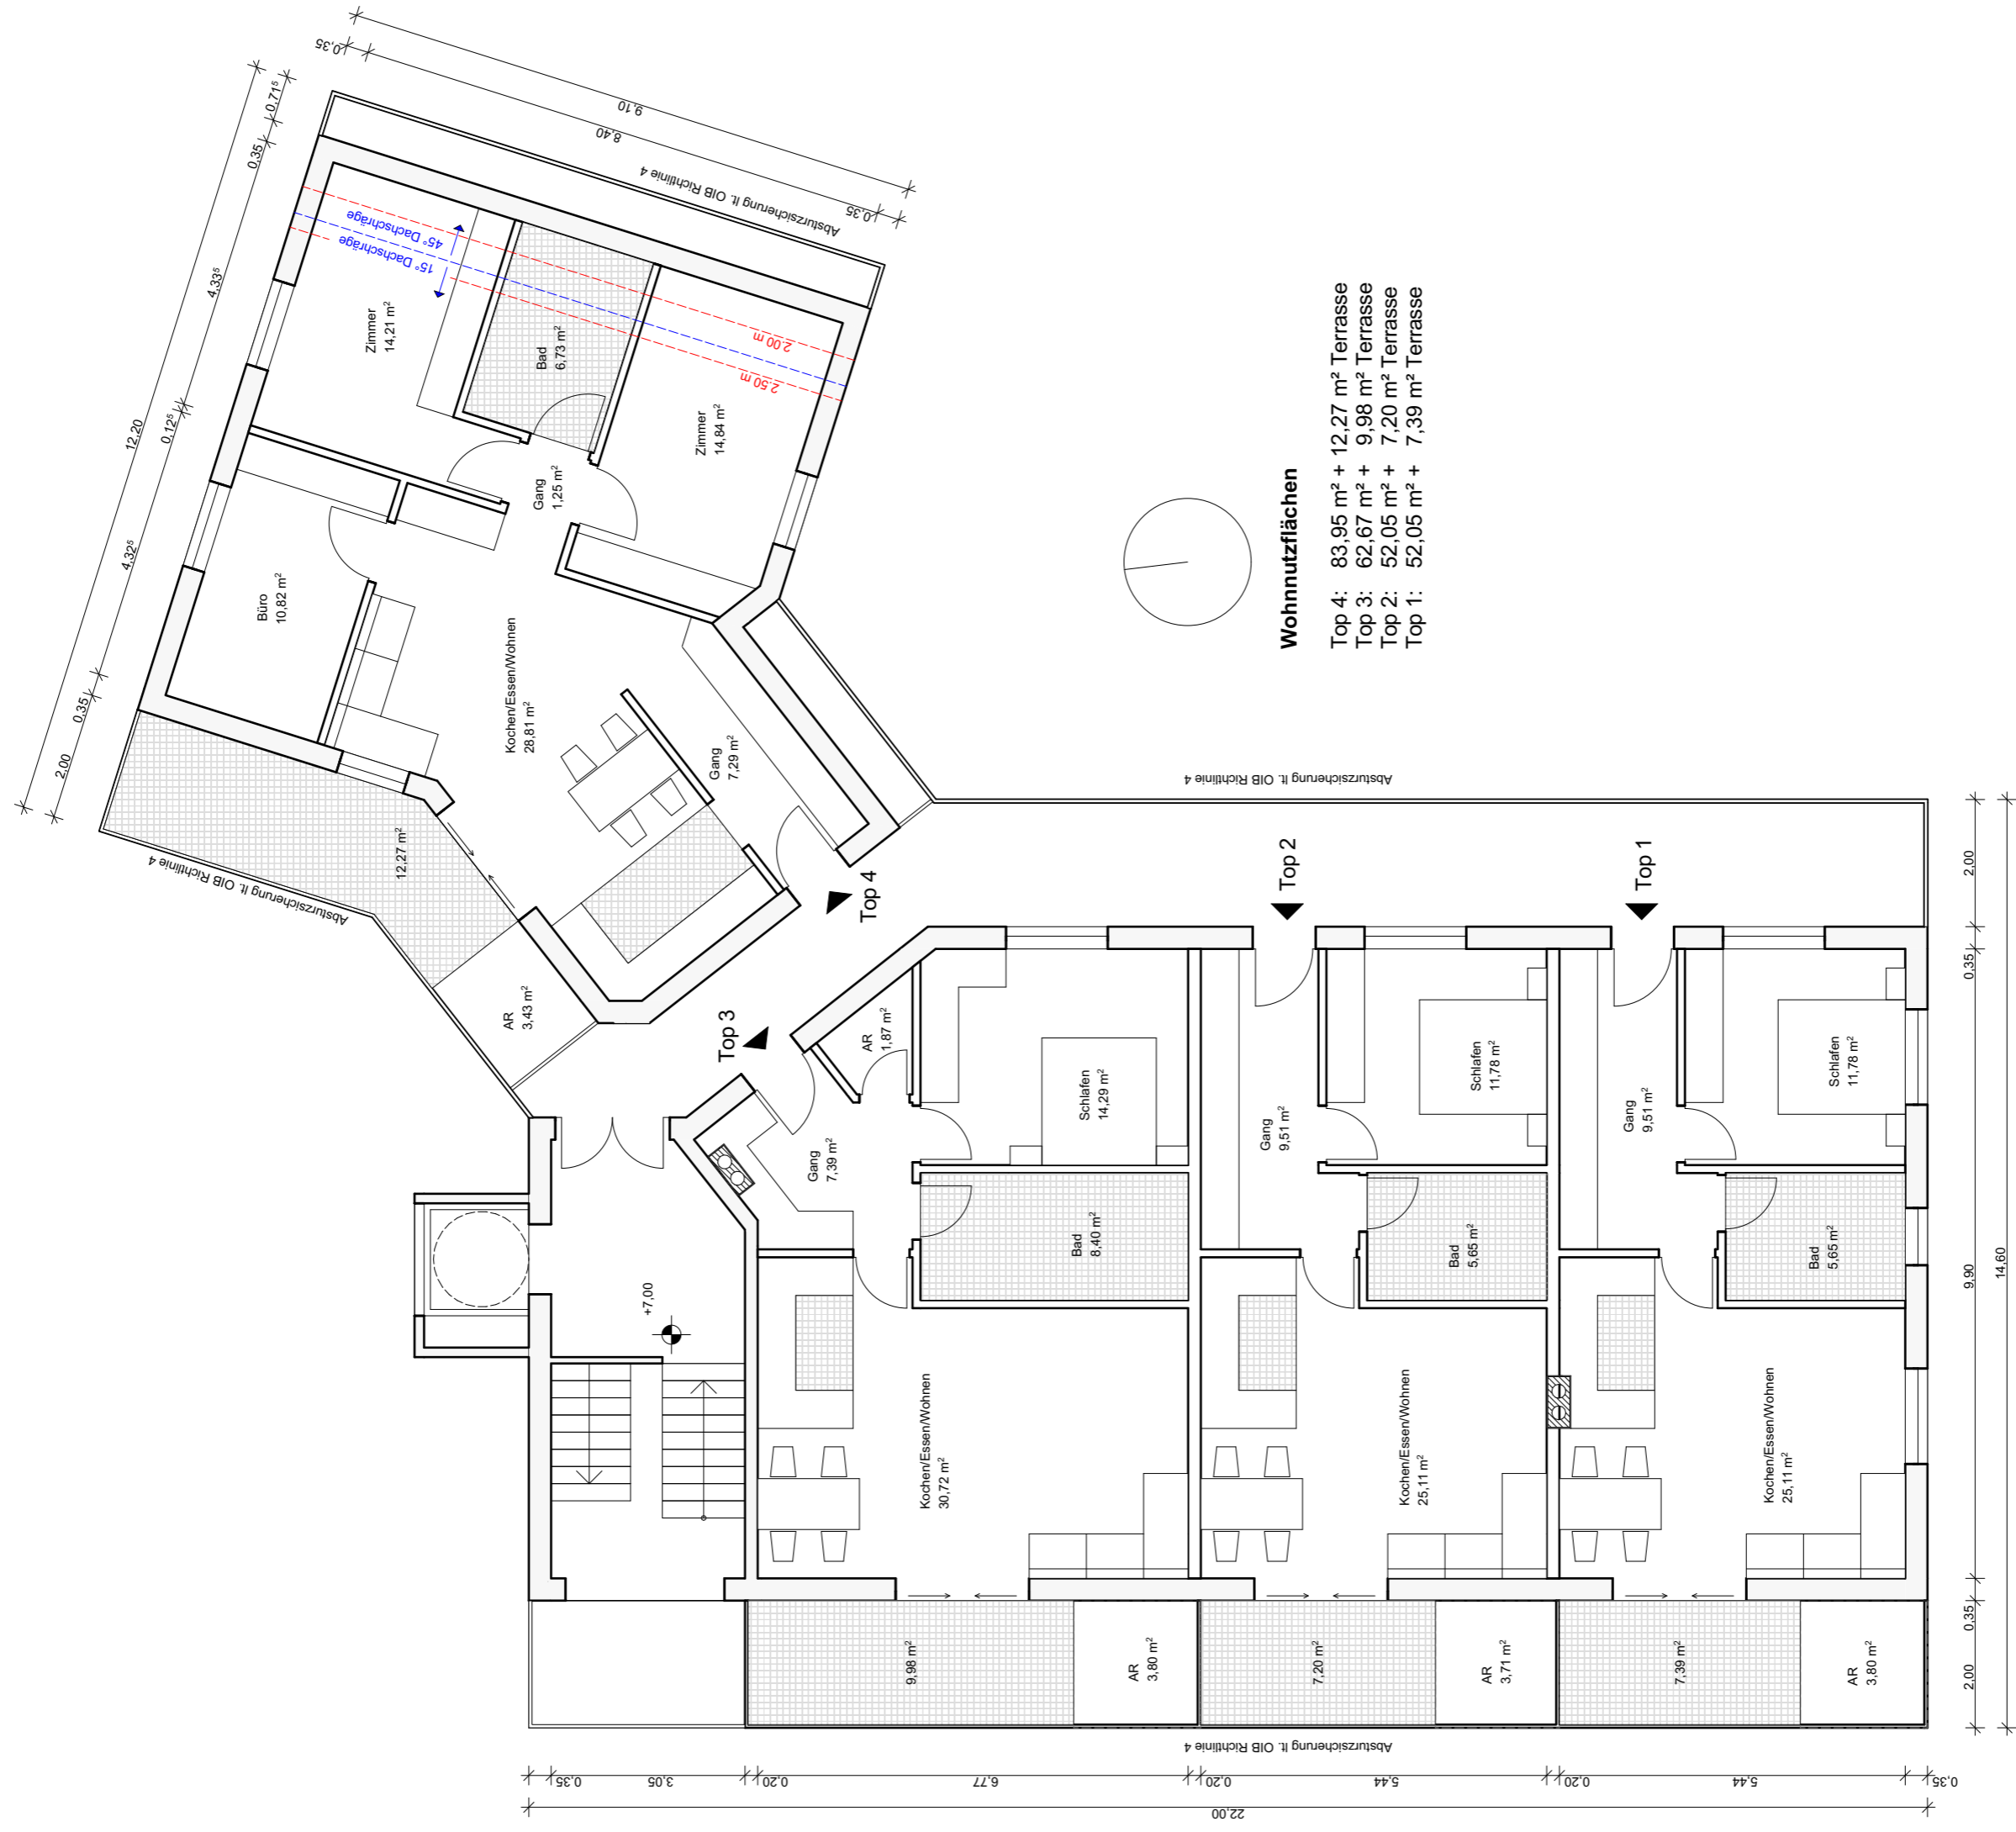 0,35
9,10
8,40
0,35
0,71⁵
0,35
4,33⁵
12,20
0,12⁵
4,32⁵
0,35
2,00
Absturzsicherung lt. OIB Richtlinie 4
45° Dachschräge
15° Dachschräge
2.00 m
2.50 m
Zimmer
14,21 m²
Bad
6,73 m²
Zimmer
14,84 m²
Gang
1,25 m²
Büro
10,82 m²
Kochen/Essen/Wohnen
28,81 m²
Gang
7,29 m²
12,27 m²
Absturzsicherung lt. OIB Richtlinie 4
AR
3,43 m²
Top 4
Top 3
AR
1,87 m²
Gang
7,39 m²
Schlafen
14,29 m²
Bad
8,40 m²
Kochen/Essen/Wohnen
30,72 m²
9,98 m²
AR
3,80 m²
+7,00
Top 2
Gang
9,51 m²
Schlafen
11,78 m²
Bad
5,65 m²
Kochen/Essen/Wohnen
25,11 m²
7,20 m²
AR
3,71 m²
Top 1
Gang
9,51 m²
Schlafen
11,78 m²
Bad
5,65 m²
Kochen/Essen/Wohnen
25,11 m²
7,39 m²
AR
3,80 m²
Absturzsicherung lt. OIB Richtlinie 4
Absturzsicherung lt. OIB Richtlinie 4
Wohnnutzflächen
Top 4: 83,95 m² + 12,27 m² Terrasse
Top 3: 62,67 m² + 9,98 m² Terrasse
Top 2: 52,05 m² + 7,20 m² Terrasse
Top 1: 52,05 m² + 7,39 m² Terrasse
2,00
0,35
9,90
14,60
0,35
2,00
0,35
3,05
0,20
6,77
0,20
5,44
0,20
5,44
0,35
22,00